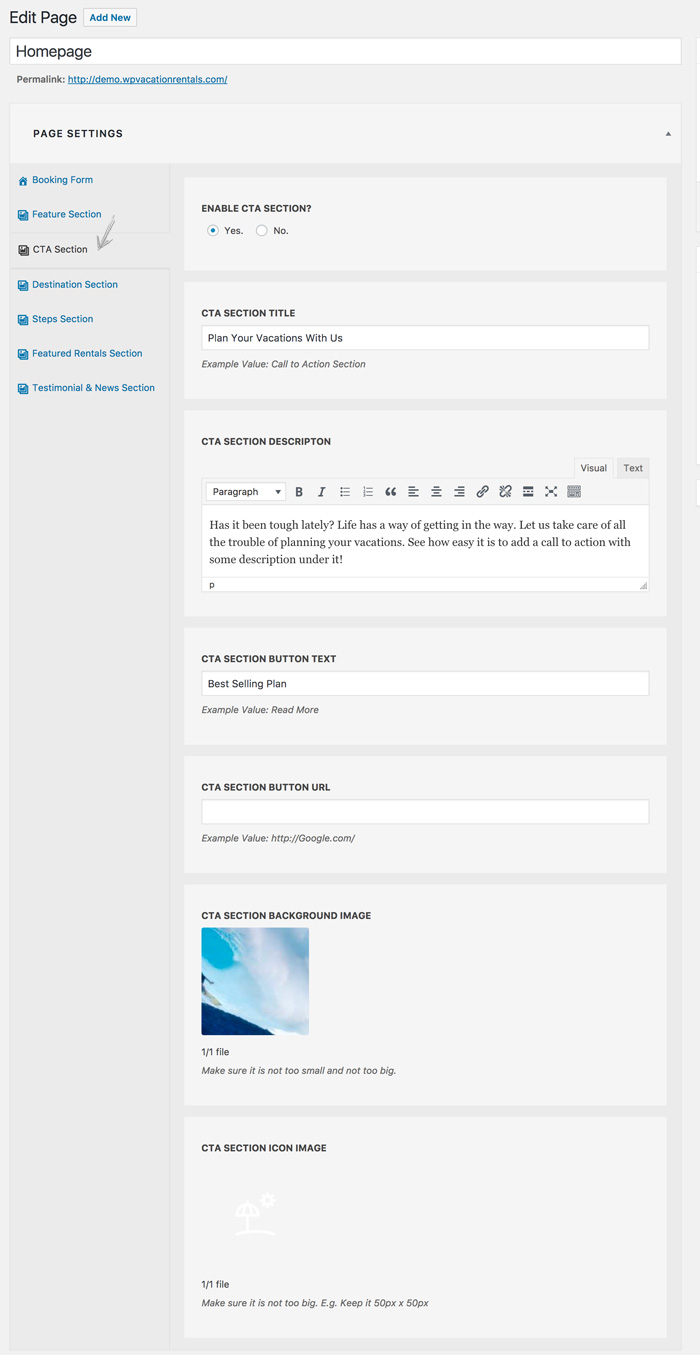 Edit Page Add New
Homepage
Permalink: http://demo.wpvacationrentals.com/
PAGE SETTINGS
Booking Form
Feature Section
CTA Section
Destination Section
Steps Section
Featured Rentals Section
Testimonial & News Section
ENABLE CTA SECTION?
Yes. No.
CTA SECTION TITLE
Plan Your Vacations With Us
Example Value: Call to Action Section
CTA SECTION DESCRIPTON
Visual Text
Paragraph B I
Has it been tough lately? Life has a way of getting in the way. Let us take care of all
the trouble of planning your vacations. See how easy it is to add a call to action with
some description under it!
p
CTA SECTION BUTTON TEXT
Best Selling Plan
Example Value: Read More
CTA SECTION BUTTON URL
Example Value: http://Google.com/
CTA SECTION BACKGROUND IMAGE
1/1 file
Make sure it is not too small and not too big.
CTA SECTION ICON IMAGE
1/1 file
Make sure it is not too big. E.g. Keep it 50px x 50px